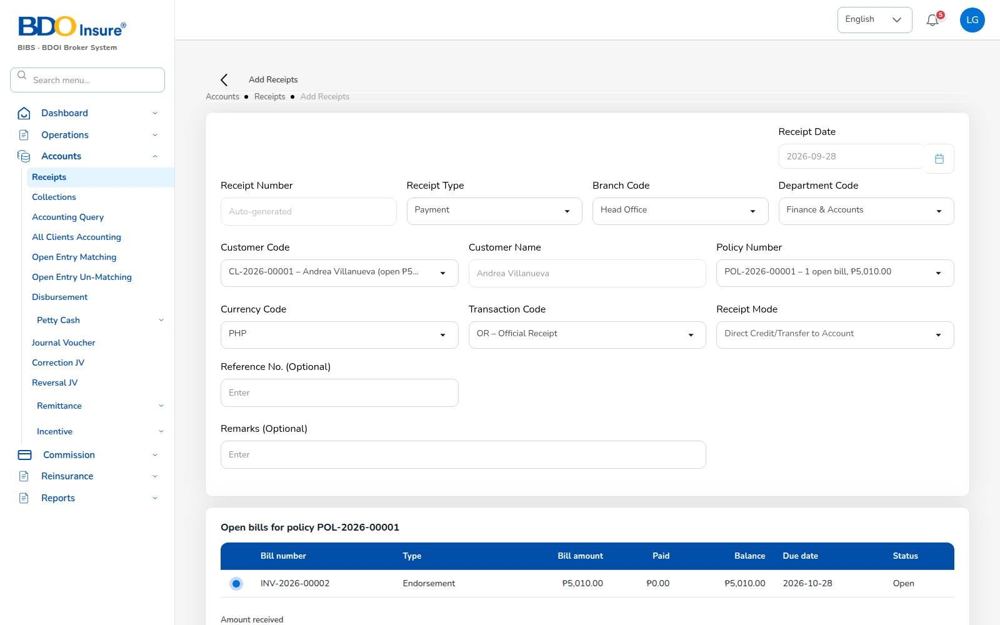 BDO Insure®
BIBS - BDOI Broker System
Search menu...
Dashboard
Operations
Accounts
Receipts
Collections
Accounting Query
All Clients Accounting
Open Entry Matching
Open Entry Un-Matching
Disbursement
Petty Cash
Journal Voucher
Correction JV
Reversal JV
Remittance
Incentive
Commission
Reinsurance
Reports
English
5
LG
Add Receipts
Accounts • Receipts • Add Receipts
Receipt Date
2026-09-28
Receipt Number Receipt Type Branch Code Department Code
Auto-generated Payment Head Office Finance & Accounts
Customer Code Customer Name Policy Number
CL-2026-00001 – Andrea Villanueva (open ₱5... Andrea Villanueva POL-2026-00001 – 1 open bill, ₱5,010.00
Currency Code Transaction Code Receipt Mode
PHP OR – Official Receipt Direct Credit/Transfer to Account
Reference No. (Optional)
Enter
Remarks (Optional)
Enter
Open bills for policy POL-2026-00001
Bill number Type Bill amount Paid Balance Due date Status
INV-2026-00002 Endorsement ₱5,010.00 ₱0.00 ₱5,010.00 2026-10-28 Open
Amount received